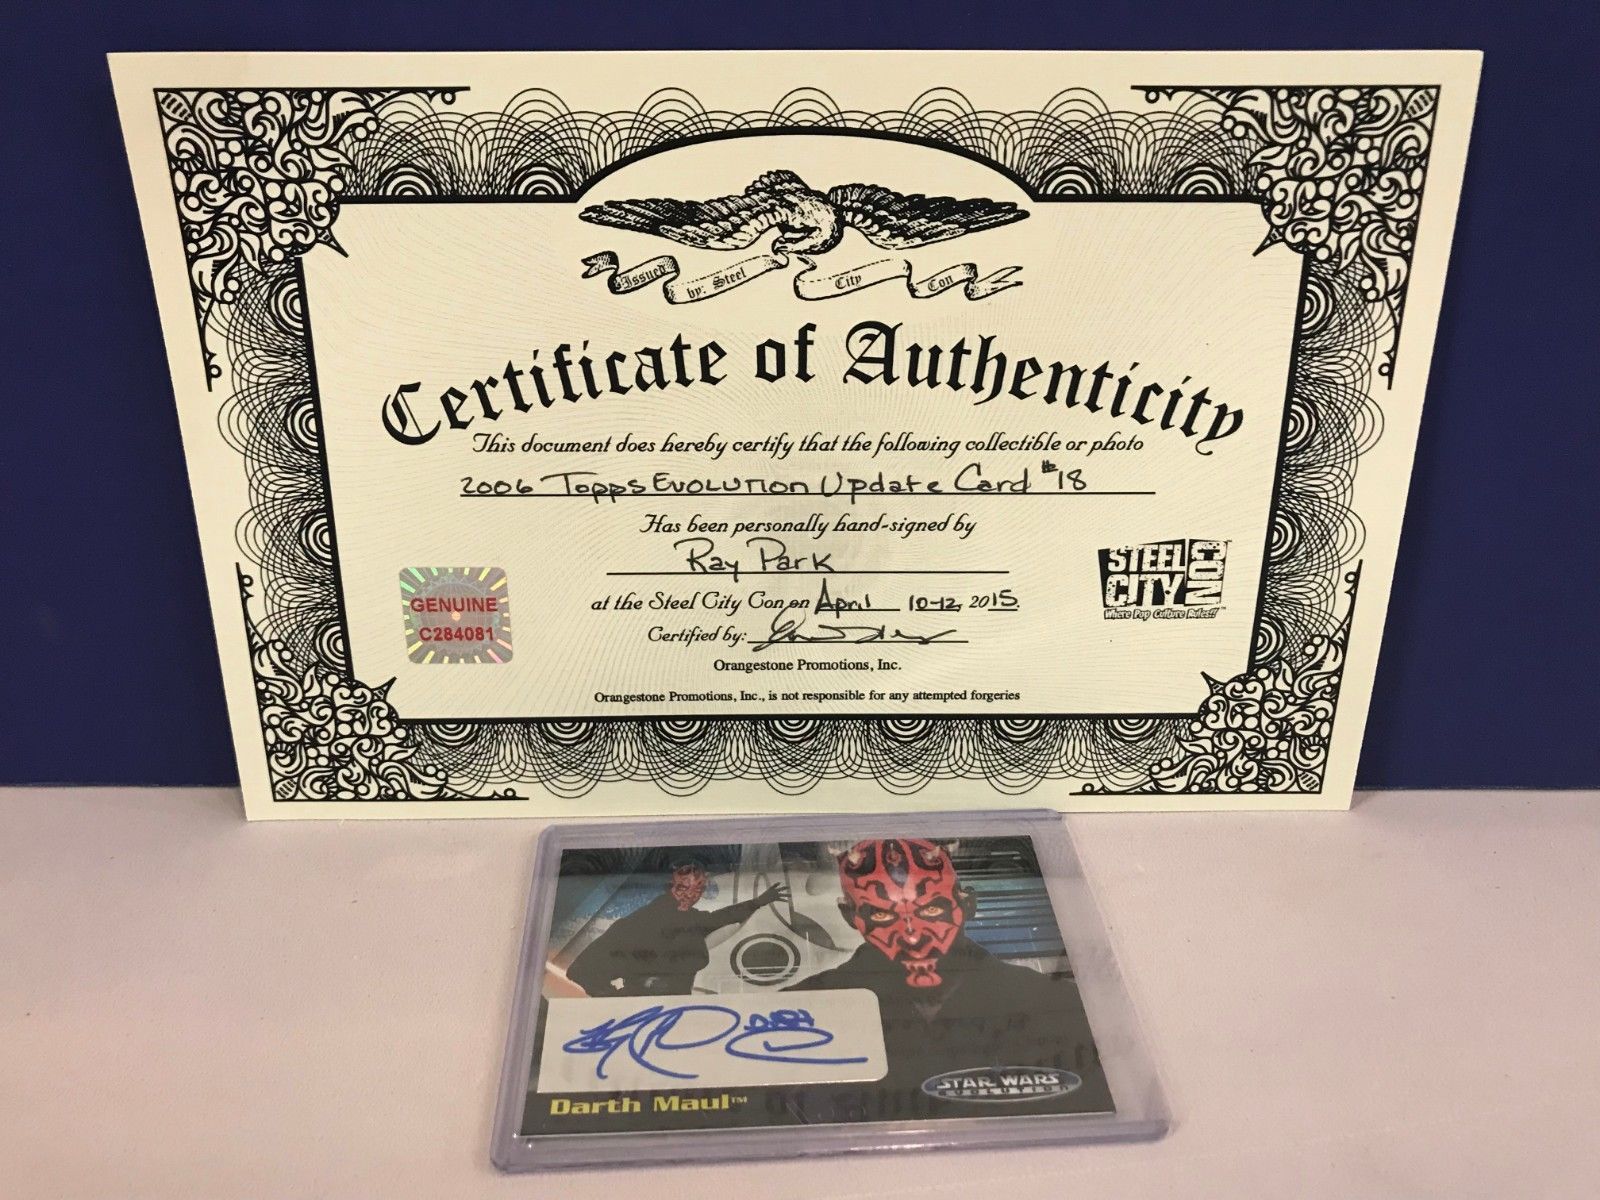 Issued by: Steel City Con
Certificate of Authenticity
This document does hereby certify that the following collectible or photo
2006 Topps Evolution Update Card #18
Has been personally hand-signed by
Ray Park
at the Steel City Con on April 10-12, 2015.
Certified by:
Orangestone Promotions, Inc.
Orangestone Promotions, Inc., is not responsible for any attempted forgeries
GENUINE
C284081
STEEL
CITY
CON
Where Pop Culture Rules!!™
STAR WARS
EVOLUTION
Darth Maul™